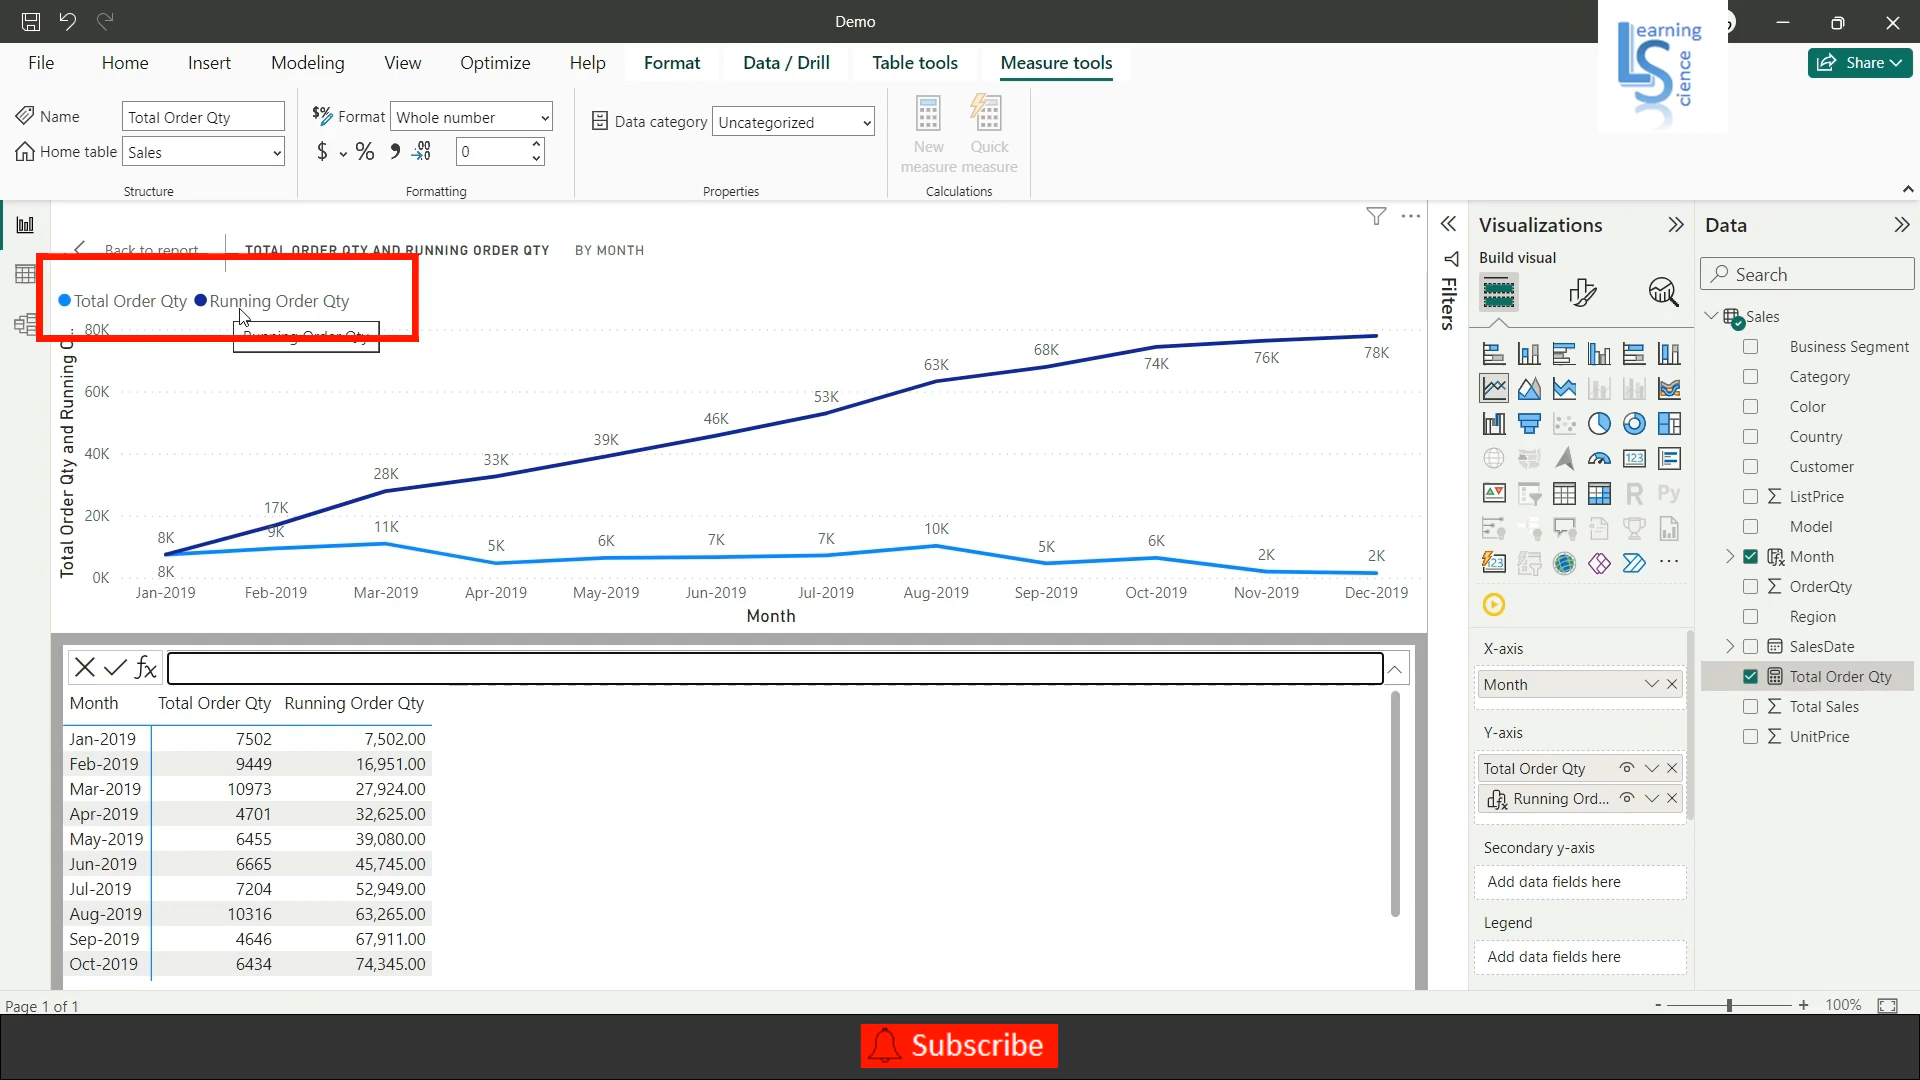 Demo
Learning
Science
File Home Insert Modeling View Optimize Help Format Data / Drill Table tools Measure tools
Share
Name Total Order Qty
Home table Sales
Structure
$% Format Whole number
$ % , .00 0
Formatting
Data category Uncategorized
Properties
New measure
Quick measure
Calculations
Back to report TOTAL ORDER QTY AND RUNNING ORDER QTY BY MONTH
Total Order Qty Running Order Qty
Running Order Qty
Total Order Qty and Running O...
80K
60K
40K
20K
0K
8K 17K 28K 33K 39K 46K 53K 63K 68K 74K 76K 78K
8K 9K 11K 5K 6K 7K 7K 10K 5K 6K 2K 2K
Jan-2019 Feb-2019 Mar-2019 Apr-2019 May-2019 Jun-2019 Jul-2019 Aug-2019 Sep-2019 Oct-2019 Nov-2019 Dec-2019
Month
fx
Month Total Order Qty Running Order Qty
Jan-2019 7502 7,502.00
Feb-2019 9449 16,951.00
Mar-2019 10973 27,924.00
Apr-2019 4701 32,625.00
May-2019 6455 39,080.00
Jun-2019 6665 45,745.00
Jul-2019 7204 52,949.00
Aug-2019 10316 63,265.00
Sep-2019 4646 67,911.00
Oct-2019 6434 74,345.00
Filters
Visualizations
Build visual
123
R Py
123
...
X-axis
Month
Y-axis
Total Order Qty
Running Ord...
Secondary y-axis
Add data fields here
Legend
Add data fields here
Data
Search
Sales
Business Segment
Category
Color
Country
Customer
ListPrice
Model
Month
OrderQty
Region
SalesDate
Total Order Qty
Total Sales
UnitPrice
Page 1 of 1
- + 100%
Subscribe